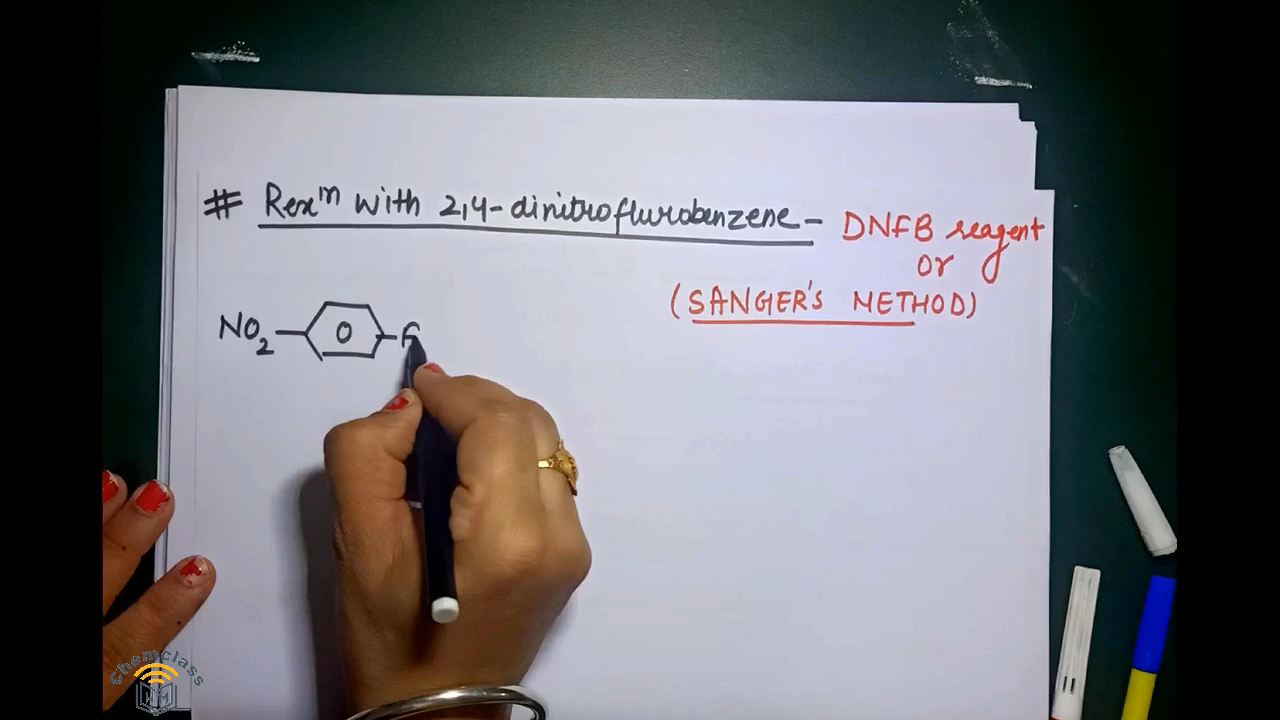 # Rexⁿ with 2,4-dinitroflurobenzene - DNFB reagent
or
(SANGER'S METHOD)
NO₂ F
Chemclass